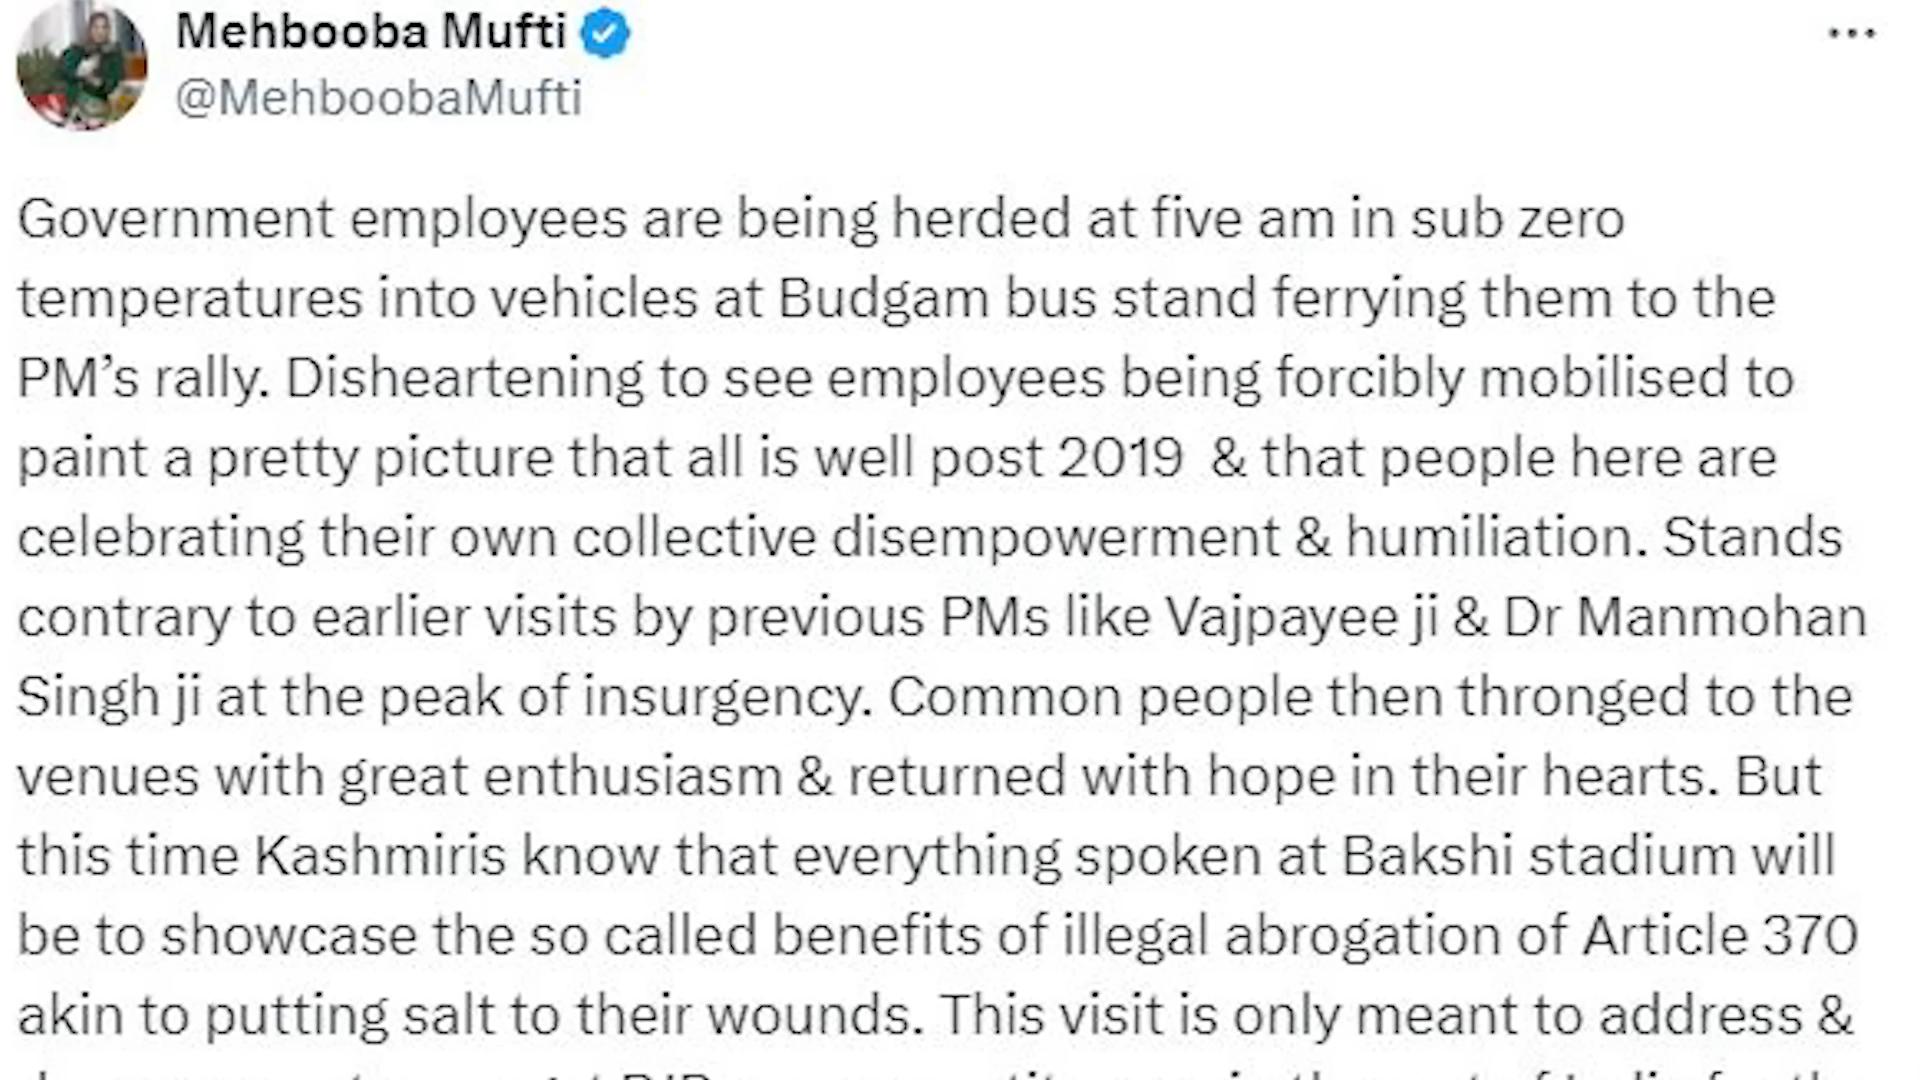 Mehbooba Mufti
@MehboobaMufti
Government employees are being herded at five am in sub zero
temperatures into vehicles at Budgam bus stand ferrying them to the
PM’s rally. Disheartening to see employees being forcibly mobilised to
paint a pretty picture that all is well post 2019  & that people here are
celebrating their own collective disempowerment & humiliation. Stands
contrary to earlier visits by previous PMs like Vajpayee ji & Dr Manmohan
Singh ji at the peak of insurgency. Common people then thronged to the
venues with great enthusiasm & returned with hope in their hearts. But
this time Kashmiris know that everything spoken at Bakshi stadium will
be to showcase the so called benefits of illegal abrogation of Article 370
akin to putting salt to their wounds. This visit is only meant to address &